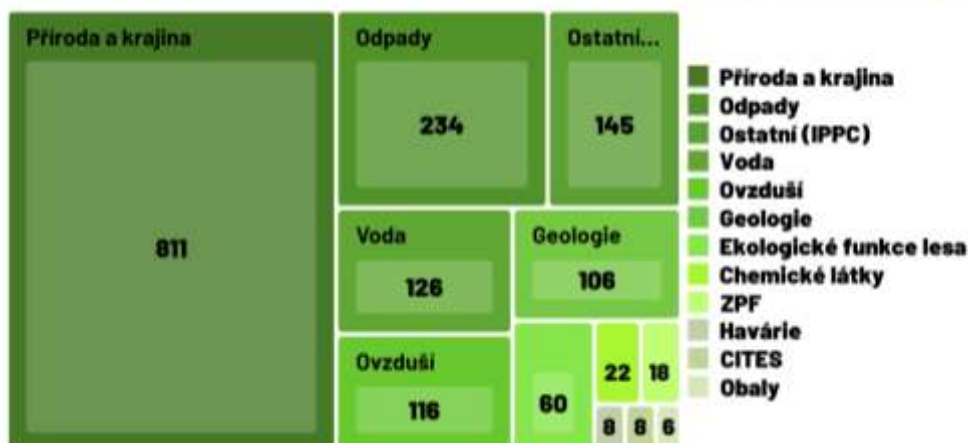 Příroda a krajina
811
Odpady
234
Ostatní...
145
Voda
126
Geologie
106
Ovzduší
116
60
22
18
8
8
6
Příroda a krajina
Odpady
Ostatní (IPPC)
Voda
Ovzduší
Geologie
Ekologické funkce lesa
Chemické látky
ZPF
Havárie
CITES
Obaly